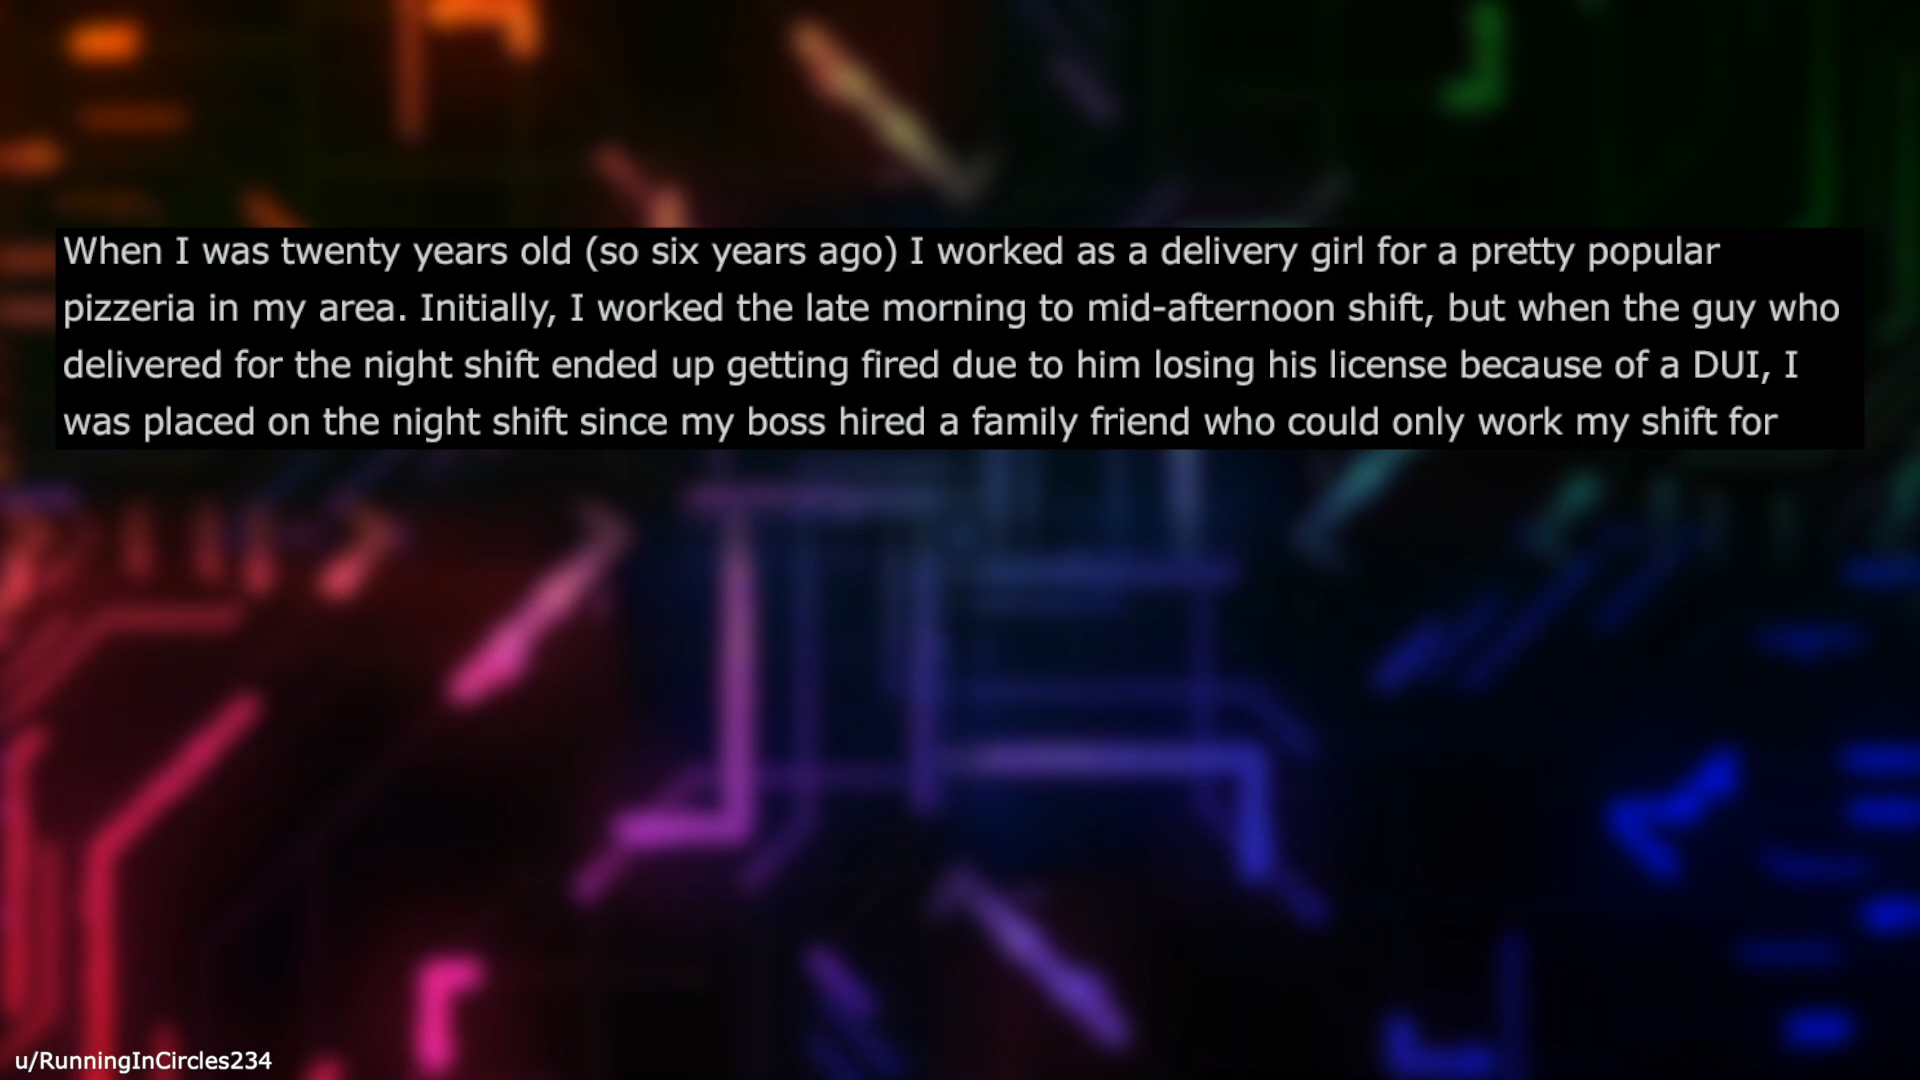 When I was twenty years old (so six years ago) I worked as a delivery girl for a pretty popular
pizzeria in my area. Initially, I worked the late morning to mid-afternoon shift, but when the guy who
delivered for the night shift ended up getting fired due to him losing his license because of a DUI, I
was placed on the night shift since my boss hired a family friend who could only work my shift for
u/RunningInCircles234